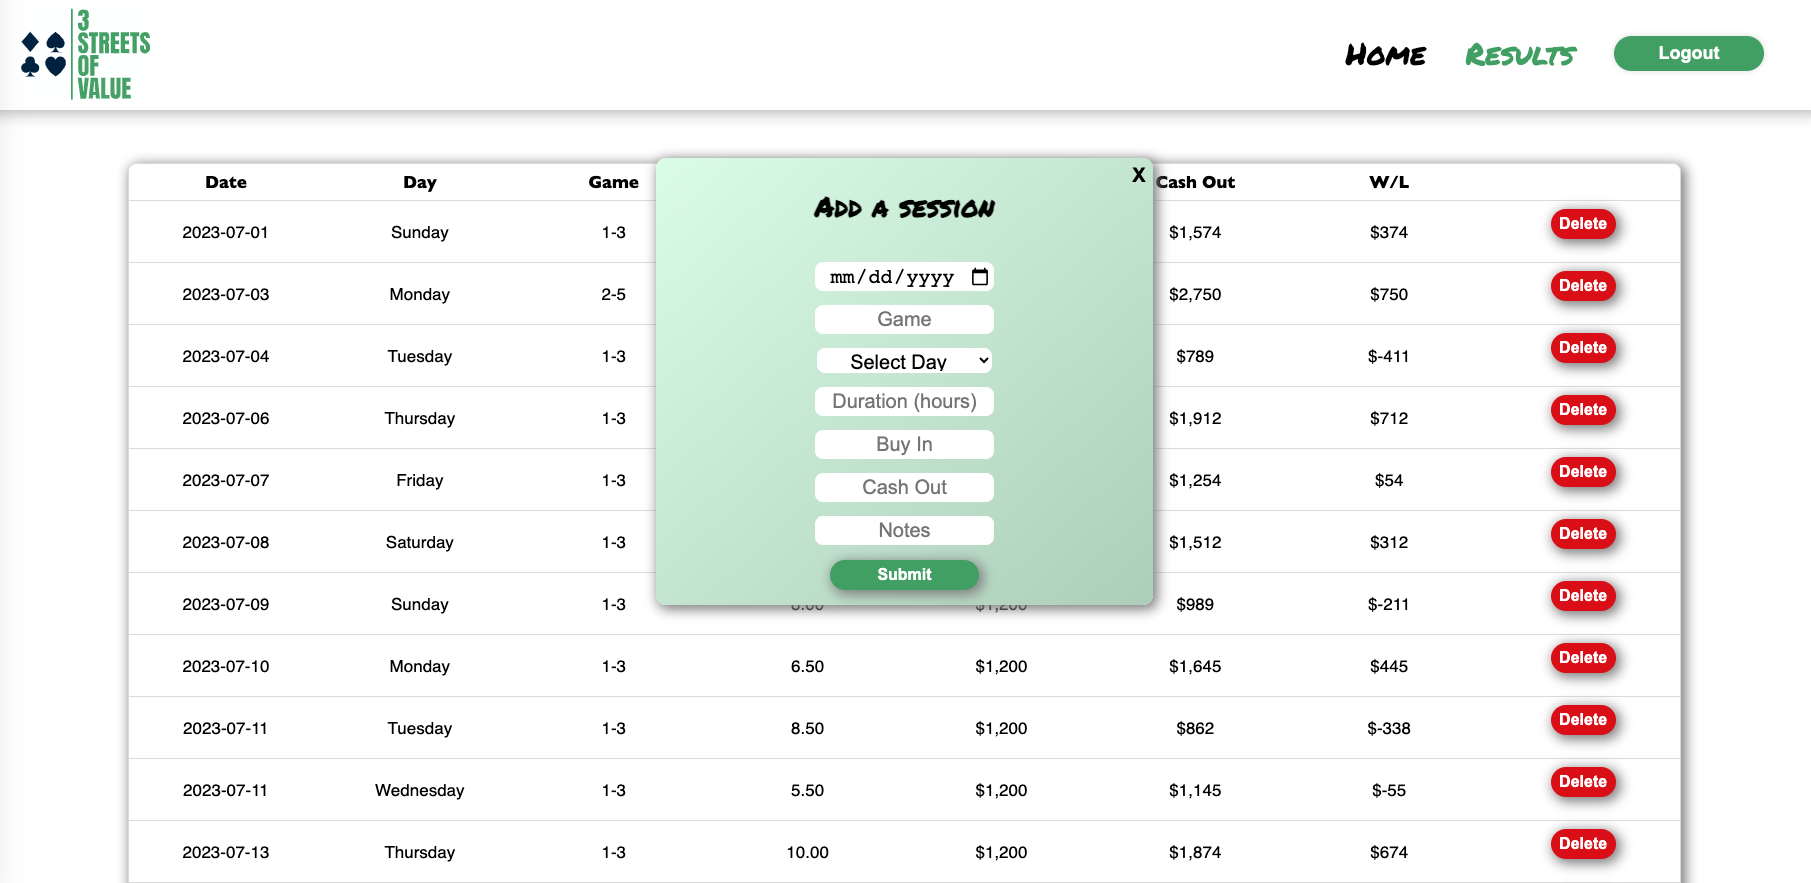 3
STREETS
OF
VALUE
Home Results Logout
Date Day Game Cash Out W/L
2023-07-01 Sunday 1-3 $1,574 $374 Delete
2023-07-03 Monday 2-5 $2,750 $750 Delete
2023-07-04 Tuesday 1-3 $789 $-411 Delete
2023-07-06 Thursday 1-3 $1,912 $712 Delete
2023-07-07 Friday 1-3 $1,254 $54 Delete
2023-07-08 Saturday 1-3 $1,512 $312 Delete
2023-07-09 Sunday 1-3 $1,200 $989 $-211 Delete
2023-07-10 Monday 1-3 6.50 $1,200 $1,645 $445 Delete
2023-07-11 Tuesday 1-3 8.50 $1,200 $862 $-338 Delete
2023-07-11 Wednesday 1-3 5.50 $1,200 $1,145 $-55 Delete
2023-07-13 Thursday 1-3 10.00 $1,200 $1,874 $674 Delete
X
Add a session
mm/dd/yyyy
Game
Select Day
Duration (hours)
Buy In
Cash Out
Notes
Submit